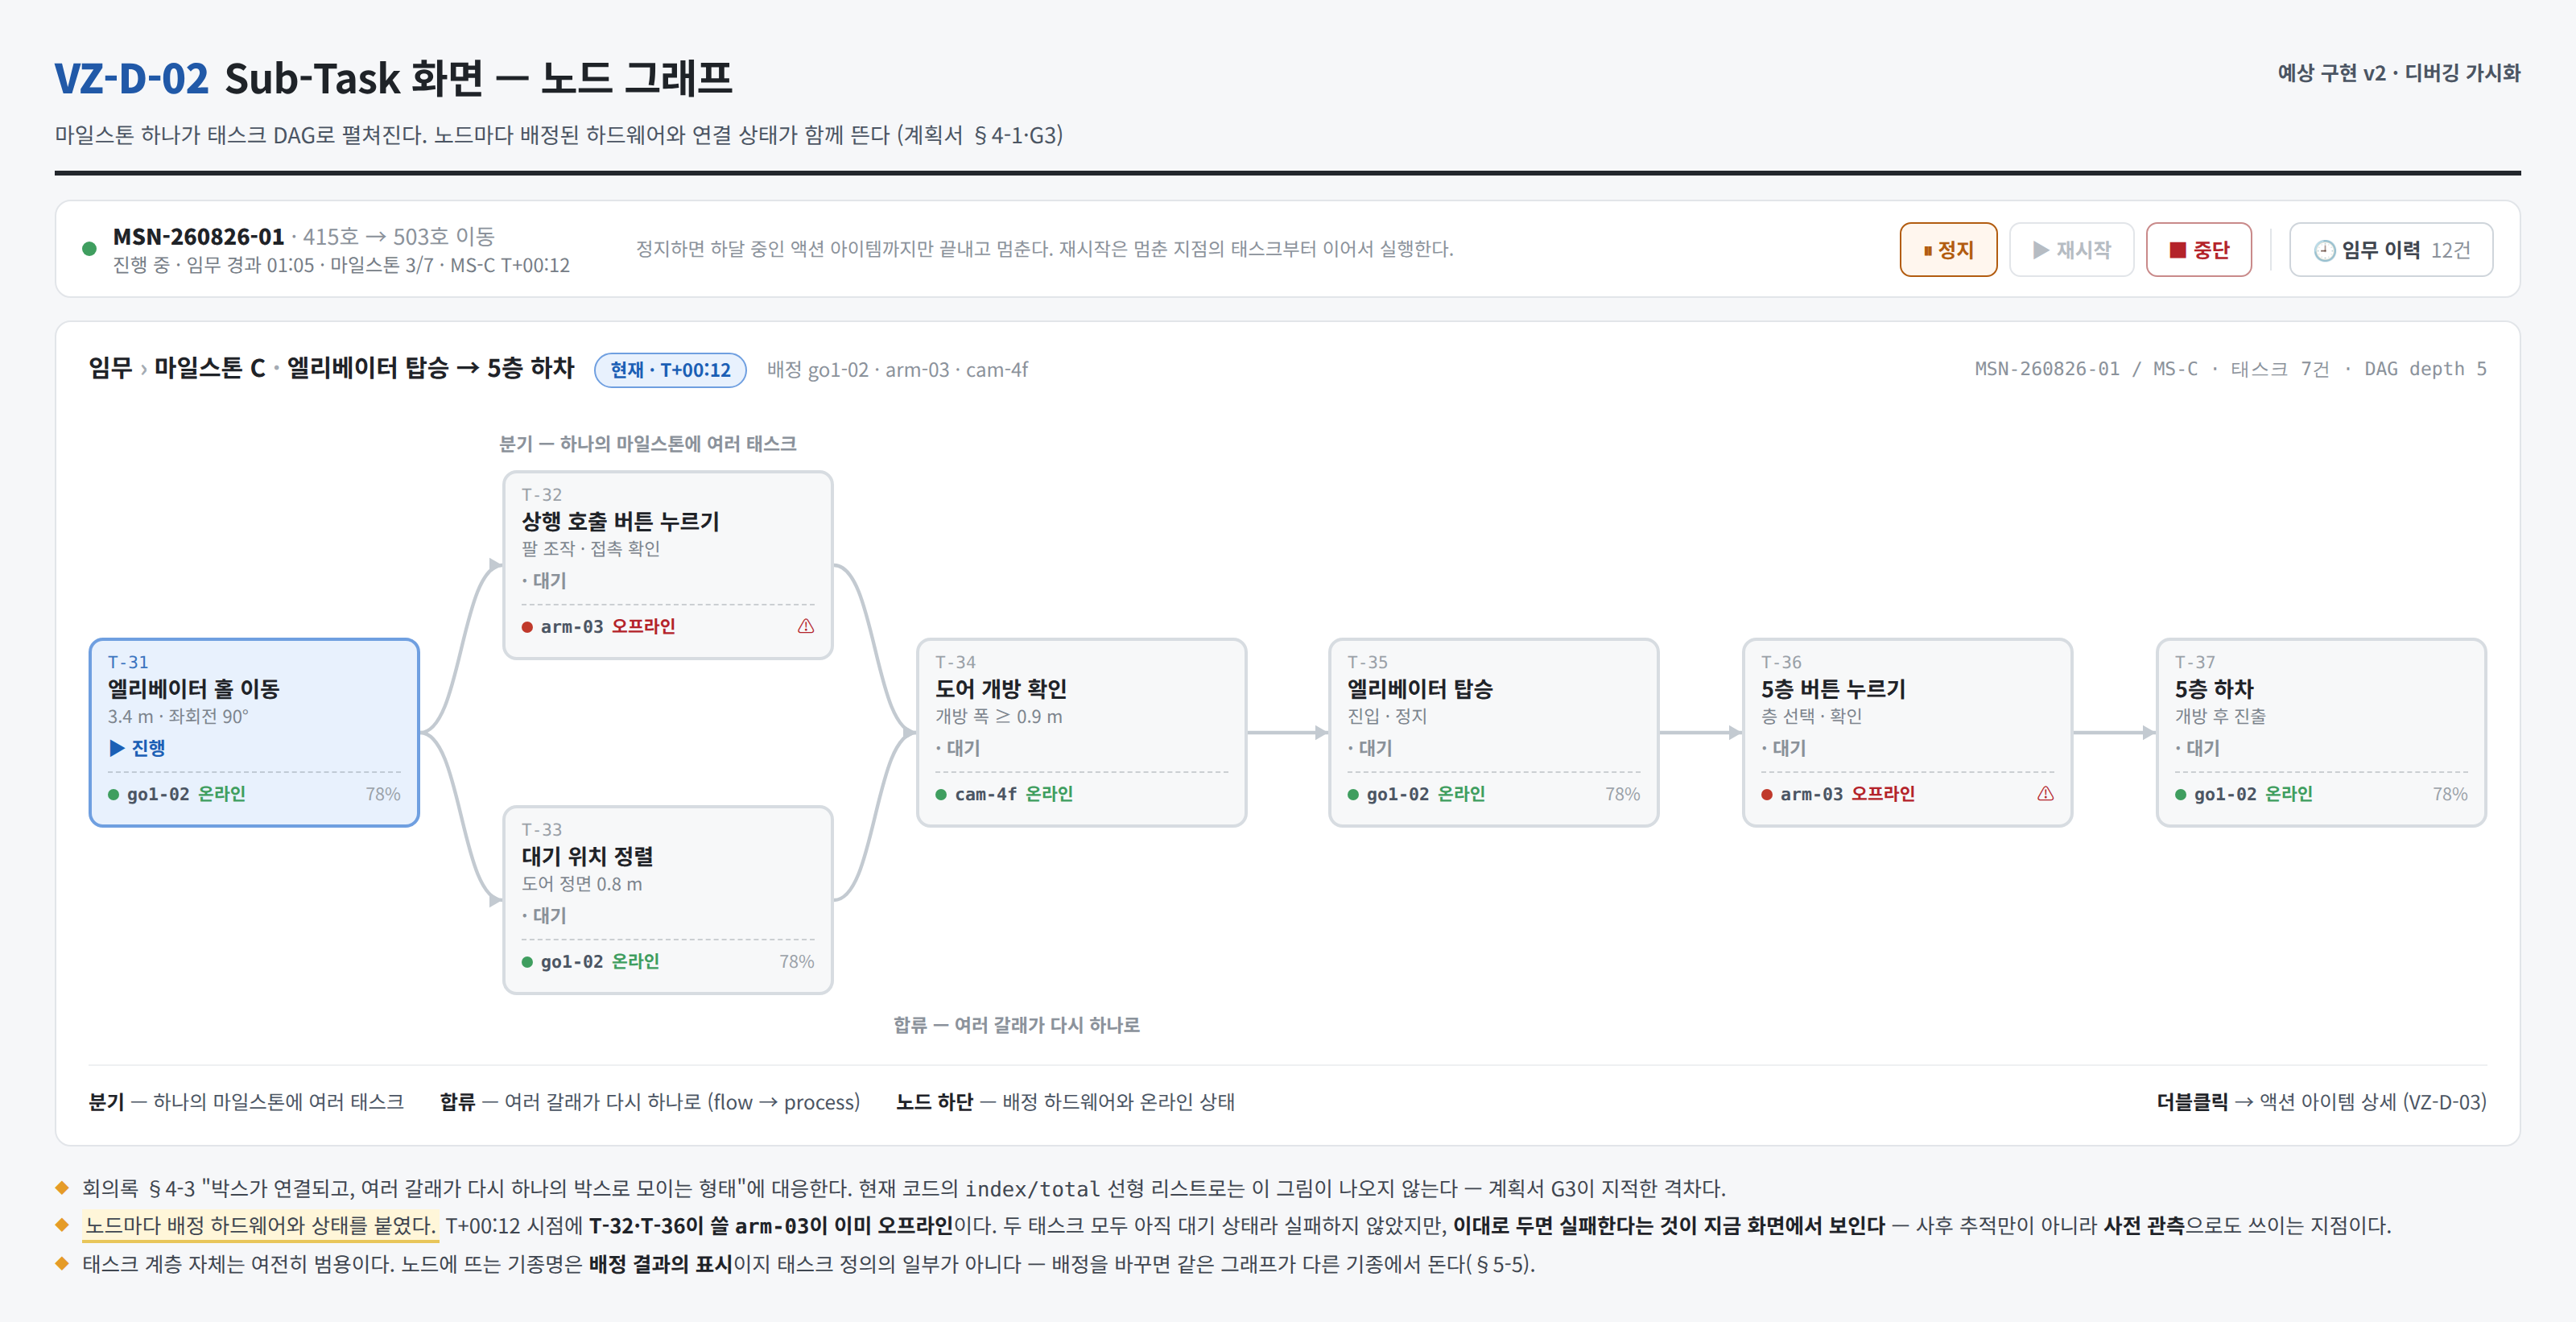 VZ-D-02 Sub-Task 화면 — 노드 그래프
예상 구현 v2 · 디버깅 가시화
마일스톤 하나가 태스크 DAG로 펼쳐진다. 노드마다 배정된 하드웨어와 연결 상태가 함께 뜬다 (계획서 §4-1·G3)
MSN-260826-01 · 415호 → 503호 이동
진행 중 · 임무 경과 01:05 · 마일스톤 3/7 · MS-C T+00:12
정지하면 하달 중인 액션 아이템까지만 끝내고 멈춘다. 재시작은 멈춘 지점의 태스크부터 이어서 실행한다.
⏸ 정지
▶ 재시작
■ 중단
🕘 임무 이력 12건
임무 › 마일스톤 C · 엘리베이터 탑승 → 5층 하차
현재 · T+00:12
배정 go1-02 · arm-03 · cam-4f
MSN-260826-01 / MS-C · 태스크 7건 · DAG depth 5
분기 — 하나의 마일스톤에 여러 태스크
T-31
엘리베이터 홀 이동
3.4 m · 좌회전 90°
▶ 진행
go1-02 온라인 78%
T-32
상행 호출 버튼 누르기
팔 조작 · 접촉 확인
· 대기
arm-03 오프라인 ⚠
T-33
대기 위치 정렬
도어 정면 0.8 m
· 대기
go1-02 온라인 78%
T-34
도어 개방 확인
개방 폭 ≥ 0.9 m
· 대기
cam-4f 온라인
T-35
엘리베이터 탑승
진입 · 정지
· 대기
go1-02 온라인 78%
T-36
5층 버튼 누르기
층 선택 · 확인
· 대기
arm-03 오프라인 ⚠
T-37
5층 하차
개방 후 진출
· 대기
go1-02 온라인 78%
합류 — 여러 갈래가 다시 하나로
분기 — 하나의 마일스톤에 여러 태스크
합류 — 여러 갈래가 다시 하나로 (flow → process)
노드 하단 — 배정 하드웨어와 온라인 상태
더블클릭 → 액션 아이템 상세 (VZ-D-03)
◆ 회의록 §4-3 "박스가 연결되고, 여러 갈래가 다시 하나의 박스로 모이는 형태"에 대응한다. 현재 코드의 index/total 선형 리스트로는 이 그림이 나오지 않는다 — 계획서 G3이 지적한 격차다.
◆ 노드마다 배정 하드웨어와 상태를 붙였다. T+00:12 시점에 T-32·T-36이 쓸 arm-03이 이미 오프라인이다. 두 태스크 모두 아직 대기 상태라 실패하지 않았지만, 이대로 두면 실패한다는 것이 지금 화면에서 보인다 — 사후 추적만이 아니라 사전 관측으로도 쓰이는 지점이다.
◆ 태스크 계층 자체는 여전히 범용이다. 노드에 뜨는 기종명은 배정 결과의 표시이지 태스크 정의의 일부가 아니다 — 배정을 바꾸면 같은 그래프가 다른 기종에서 돈다(§5-5).